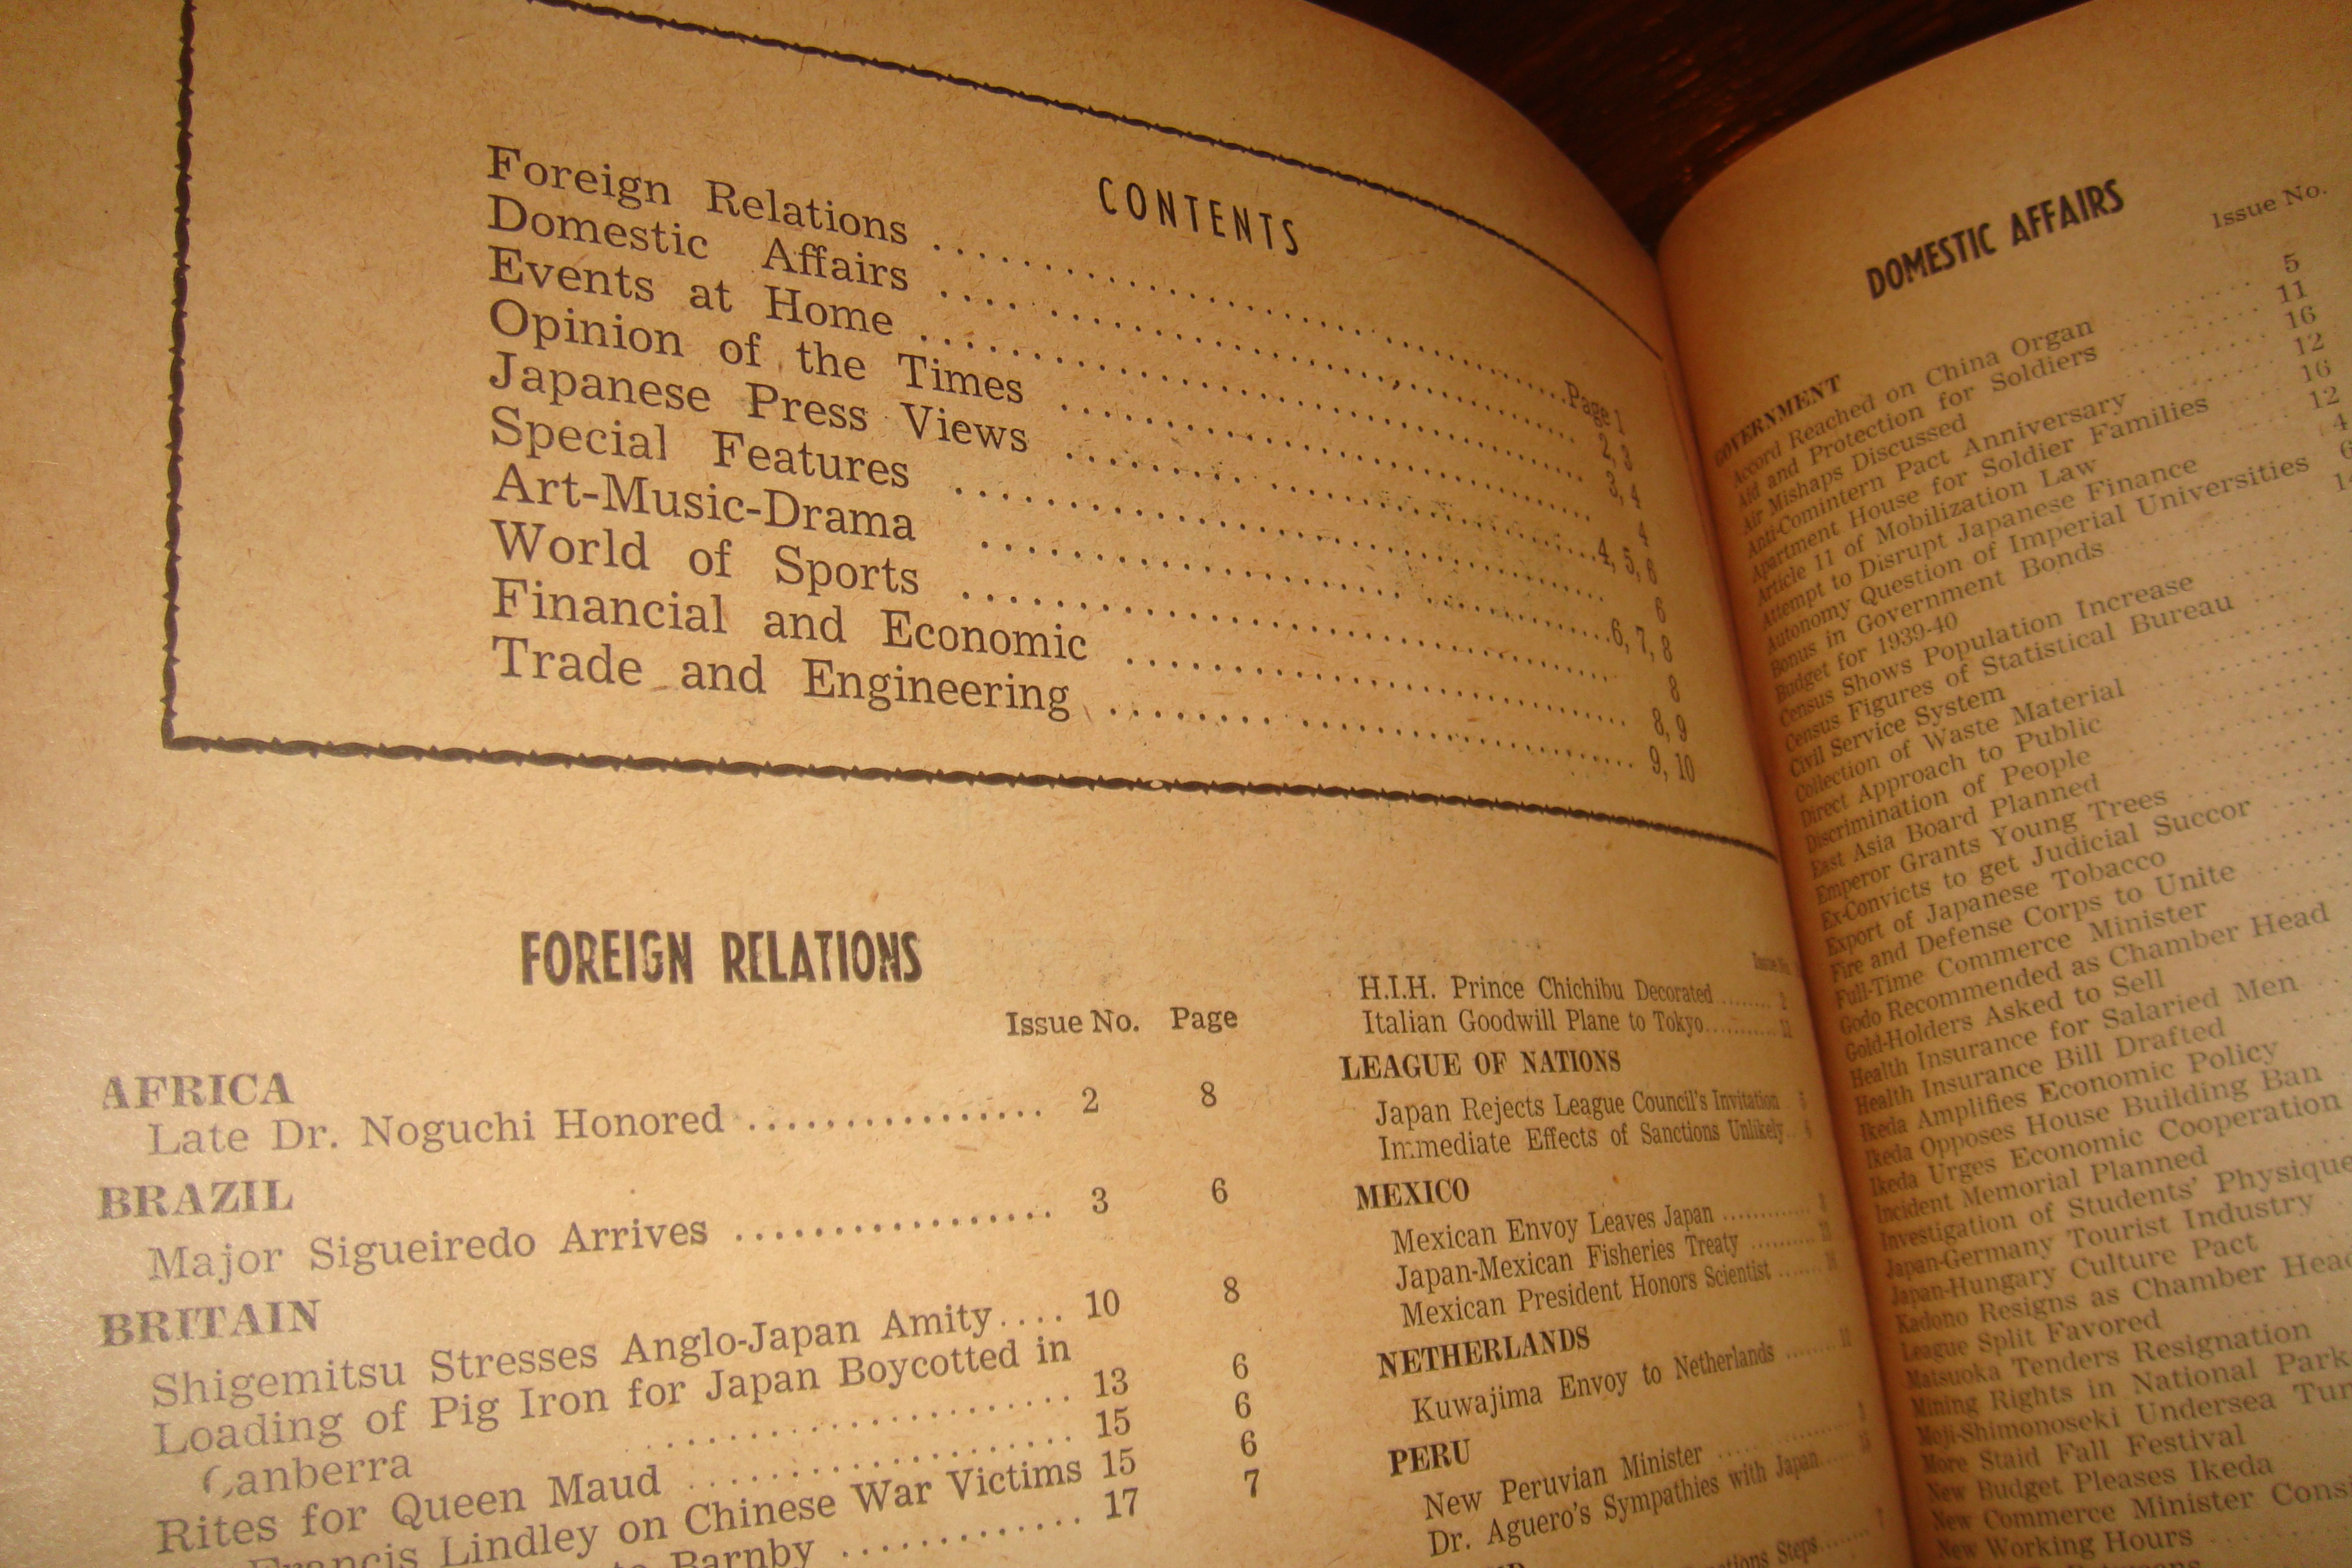 CONTENTS
Foreign Relations ........ Page 1
Domestic Affairs ........ 2, 3
Events at Home ........ 3, 4
Opinion of the Times ........ 4
Japanese Press Views ........ 4, 5, 6
Special Features ........ 6
Art-Music-Drama ........ 6, 7, 8
World of Sports ........ 8
Financial and Economic ........ 8, 9
Trade and Engineering ........ 9, 10
FOREIGN RELATIONS
Issue No. Page
AFRICA
Late Dr. Noguchi Honored ........ 2 8
BRAZIL
Major Sigueiredo Arrives ........ 3 6
BRITAIN
Shigemitsu Stresses Anglo-Japan Amity.... 10 8
Loading of Pig Iron for Japan Boycotted in
Canberra ........ 13 6
Rites for Queen Maud ........ 15 6
Francis Lindley on Chinese War Victims 15 6
Barnby ........ 17 7
Issue No.
H.I.H. Prince Chichibu Decorated ........ 2
Italian Goodwill Plane to Tokyo........ 11
LEAGUE OF NATIONS
Japan Rejects League Council's Invitation
Immediate Effects of Sanctions Unlikely..
MEXICO
Mexican Envoy Leaves Japan ........
Japan-Mexican Fisheries Treaty ........
Mexican President Honors Scientist ........
NETHERLANDS
Kuwajima Envoy to Netherlands ........
PERU
New Peruvian Minister ........
Dr. Aguero's Sympathies with Japan.....
Steps........
DOMESTIC AFFAIRS
Issue No.
GOVERNMENT
Accord Reached on China Organ ........ 5
Aid and Protection for Soldiers ........ 11
Air Mishaps Discussed ........ 16
Anti-Comintern Pact Anniversary ........ 12
Apartment House for Soldier Families ........ 16
Article 11 of Mobilization Law ........ 12
Attempt to Disrupt Japanese Finance ........ 4
Autonomy Question of Imperial Universities 6
Bonus in Government Bonds ........
Budget for 1939-40
Census Shows Population Increase ........
Census Figures of Statistical Bureau ........
Civil Service System
Collection of Waste Material ........
Direct Approach to Public
Discrimination of People
East Asia Board Planned
Emperor Grants Young Trees ........
Ex-Convicts to get Judicial Succor ........
Export of Japanese Tobacco
Fire and Defense Corps to Unite ........
Full-Time Commerce Minister
Godo Recommended as Chamber Head
Gold-Holders Asked to Sell
Health Insurance for Salaried Men ....
Health Insurance Bill Drafted
Ikeda Amplifies Economic Policy
Ikeda Opposes House Building Ban
Ikeda Urges Economic Cooperation
Incident Memorial Planned
Investigation of Students' Physique
Japan-Germany Tourist Industry
Japan-Hungary Culture Pact
Kadono Resigns as Chamber Head
League Split Favored
Matsuoka Tenders Resignation
Mining Rights in National Park
Moji-Shimonoseki Undersea
More Staid Fall Festival
New Budget Pleases Ikeda
New Commerce Minister
New Working Hours